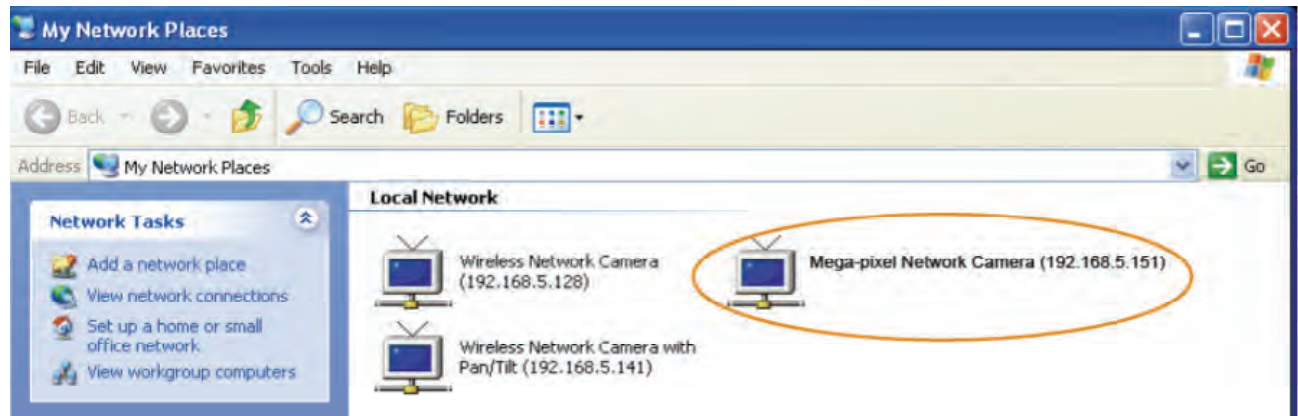 My Network Places
File Edit View Favorites Tools Help
Back Search Folders
Address My Network Places Go
Network Tasks
Add a network place
View network connections
Set up a home or small
office network
View workgroup computers
Local Network
Wireless Network Camera
(192.168.5.128)
Mega-pixel Network Camera (192.168.5.151)
Wireless Network Camera with
Pan/Tilt (192.168.5.141)